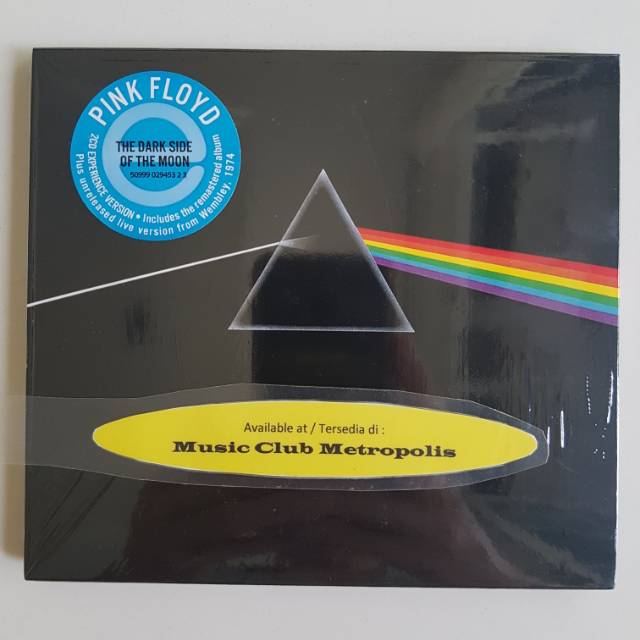 PINK FLOYD
THE DARK SIDE
OF THE MOON
50999 029453 2 3
2CD EXPERIENCE VERSION • Includes the remastered album
Plus unreleased live version from Wembley, 1974
Available at / Tersedia di :
Music Club Metropolis